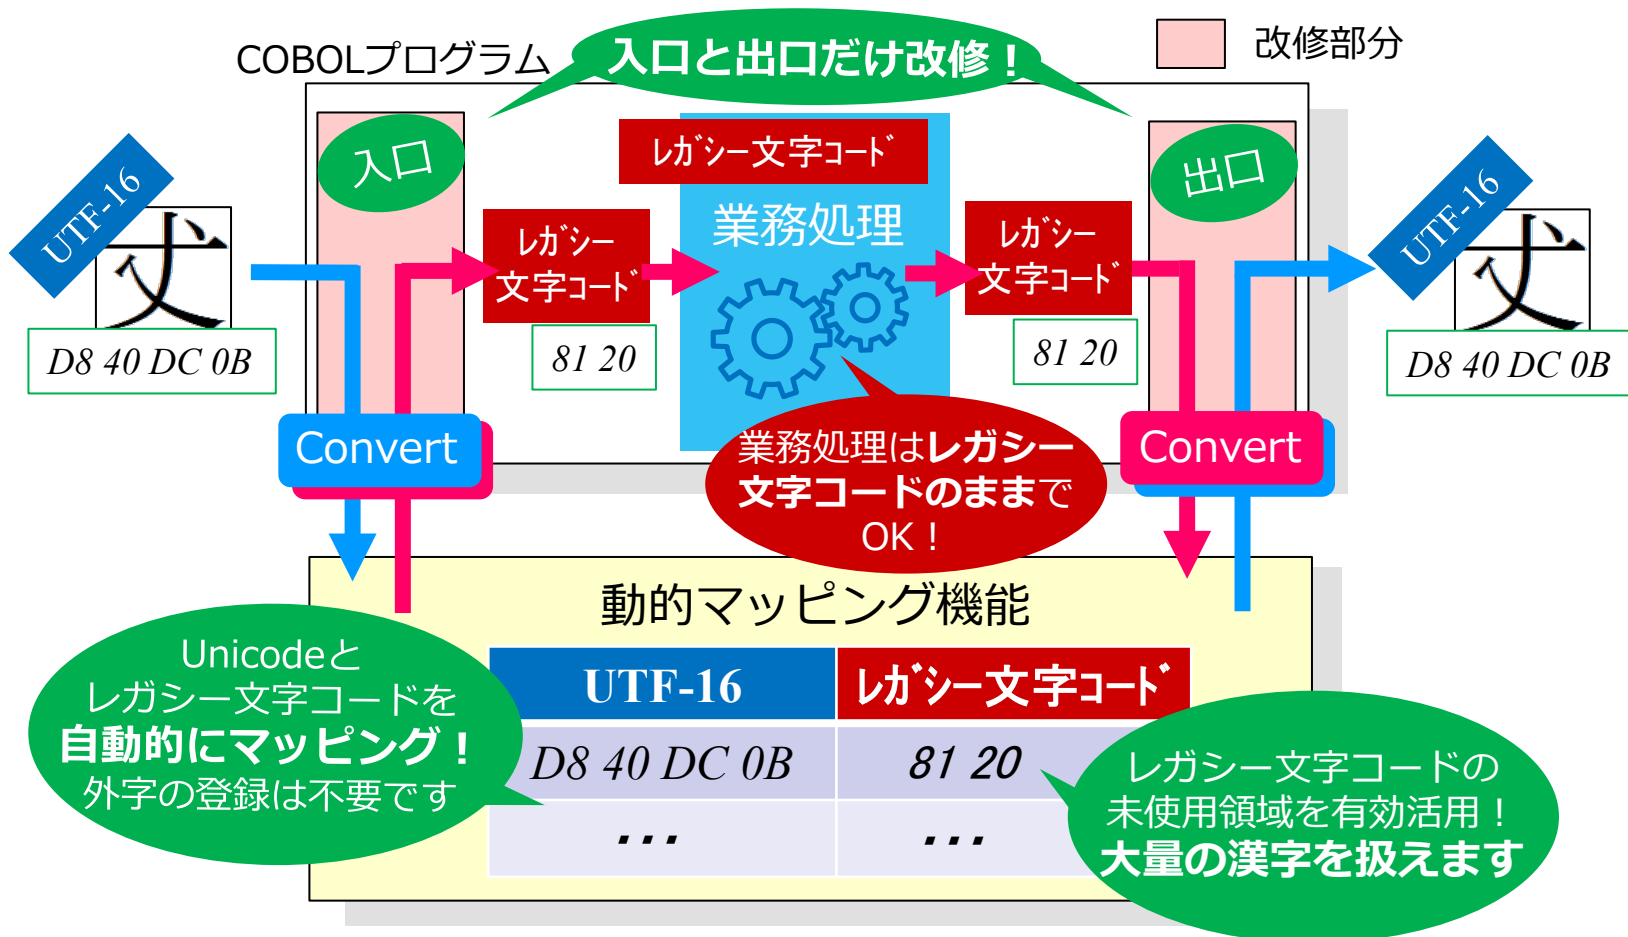 COBOLプログラム
入口と出口だけ改修！
改修部分
入口
出口
レガシー文字コード
業務処理
UTF-16
𠀋
D8 40 DC 0B
レガシー
文字コード
81 20
レガシー
文字コード
81 20
UTF-16
𠀋
D8 40 DC 0B
Convert
Convert
業務処理はレガシー
文字コードのままで
OK！
動的マッピング機能
Unicodeと
レガシー文字コードを
自動的にマッピング！
外字の登録は不要です
UTF-16 レガシー文字コード
D8 40 DC 0B 81 20
・・・ ・・・
レガシー文字コードの
未使用領域を有効活用！
大量の漢字を扱えます